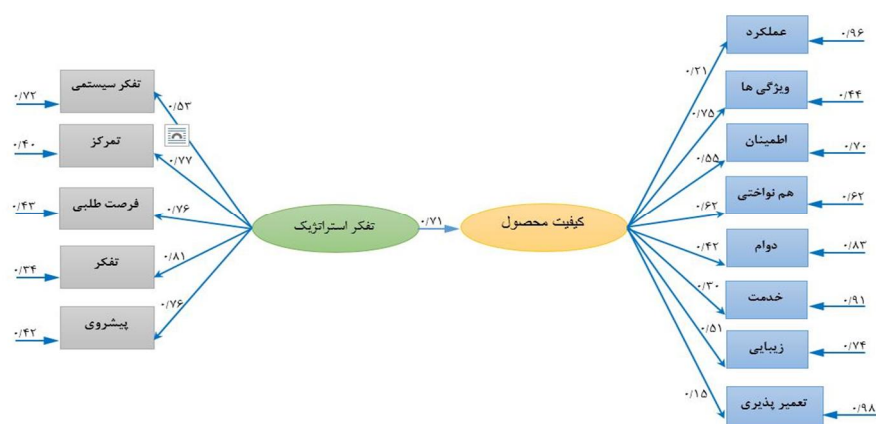 عملکرد
۰/۹۶
۰/۲۱
ویژگی ها
۰/۴۴
۰/۷۵
اطمینان
۰/۷۰
۰/۵۵
هم نواختی
۰/۶۲
۰/۶۲
دوام
۰/۸۳
۰/۴۲
خدمت
۰/۹۱
۰/۳۰
زیبایی
۰/۷۴
۰/۵۱
تعمیر پذیری
۰/۹۸
۰/۱۵
کیفیت محصول
۰/۷۱
تفکر استراتژیک
تفکر سیستمی
۰/۷۲
۰/۵۳
تمرکز
۰/۴۰
۰/۷۷
فرصت طلبی
۰/۴۳
۰/۷۶
تفکر
۰/۳۴
۰/۸۱
پیشروی
۰/۴۲
۰/۷۶